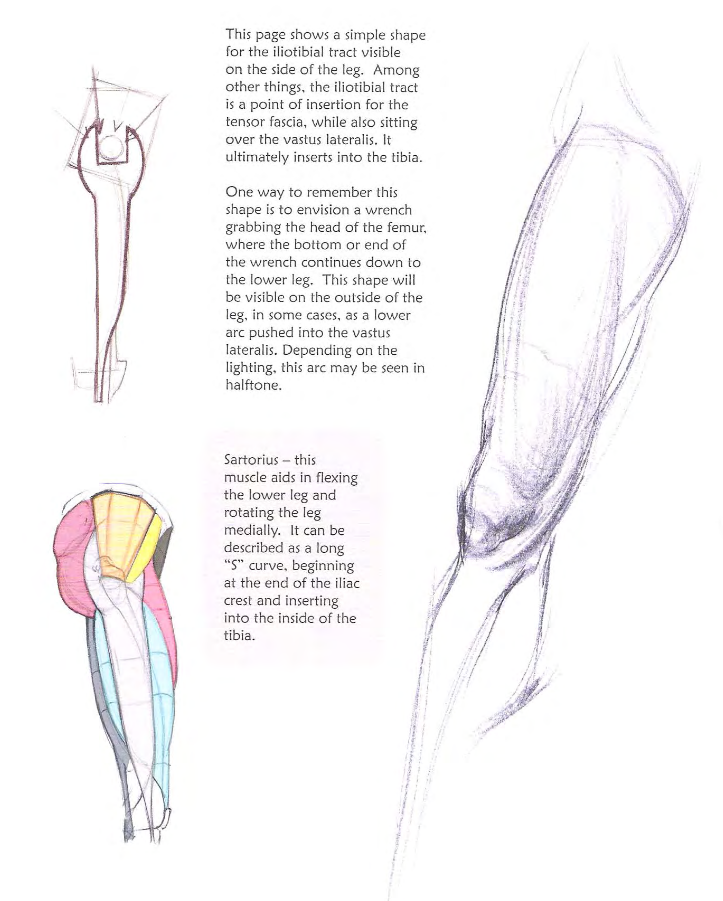 This page shows a simple shape
for the iliotibial tract visible
on the side of the leg.  Among
other things, the iliotibial tract
is a point of insertion for the
tensor fascia, while also sitting
over the vastus lateralis. It
ultimately inserts into the tibia.
One way to remember this
shape is to envision a wrench
grabbing the head of the femur,
where the bottom or end of
the wrench continues down to
the lower leg.  This shape will
be visible on the outside of the
leg, in some cases, as a lower
arc pushed into the vastus
lateralis. Depending on the
lighting, this arc may be seen in
halftone.
Sartorius – this
muscle aids in flexing
the lower leg and
rotating the leg
medially.  It can be
described as a long
“S” curve, beginning
at the end of the iliac
crest and inserting
into the inside of the
tibia.